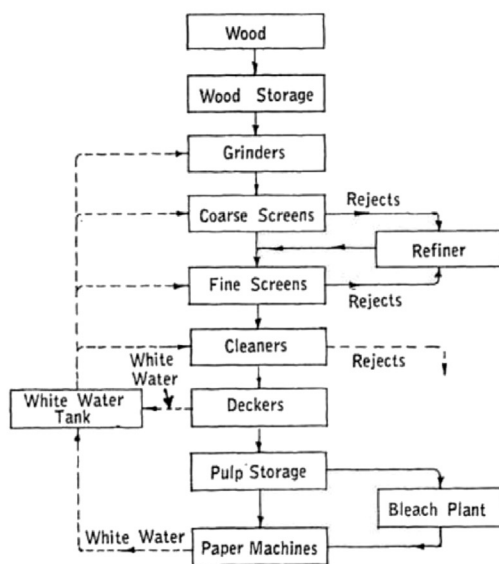 Wood
Wood Storage
Grinders
Rejects
Coarse Screens
Refiner
Fine Screens
Rejects
Cleaners
White
Water
Rejects
White Water
Tank
Deckers
Pulp Storage
Bleach Plant
White Water
Paper Machines